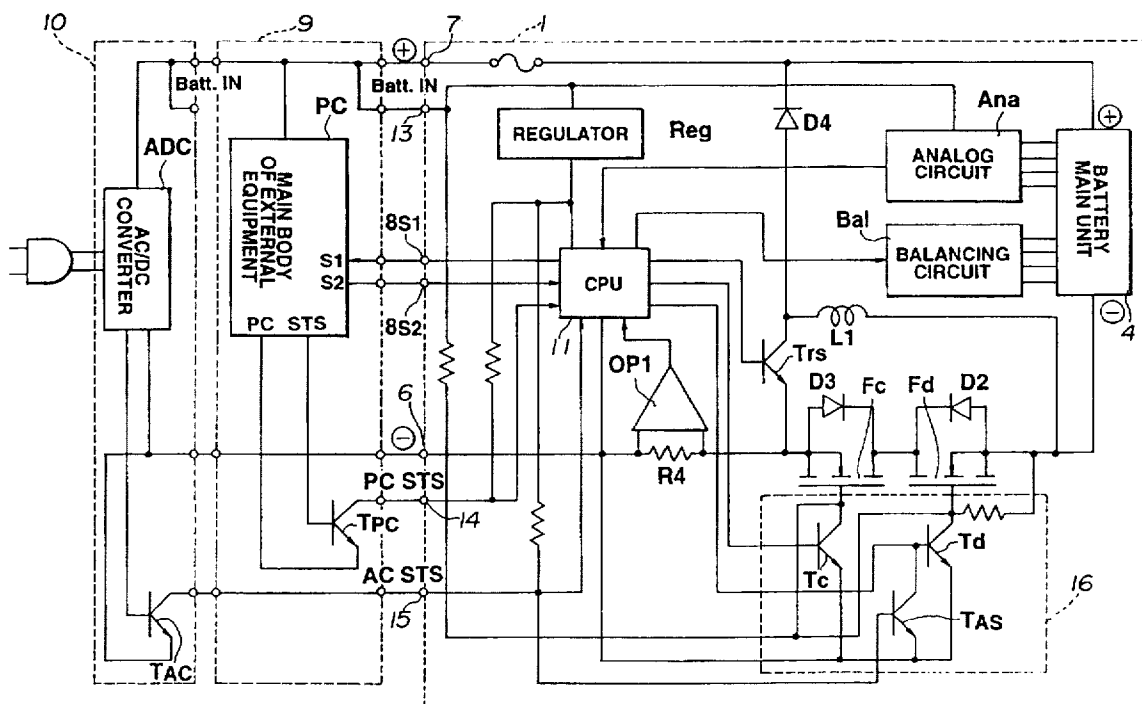 10
9
1
7
⊕
Batt. IN
Batt. IN
PC
13
D4
Ana
⊕
REGULATOR
Reg
ANALOG CIRCUIT
BATTERY MAIN UNIT
ADC
MAIN BODY OF EXTERNAL EQUIPMENT
Bal
AC/DC CONVERTER
8S1
S1
S2
CPU
BALANCING CIRCUIT
8S2
⊖
4
PC STS
11
L1
OP1
Trs
D3
Fc
Fd
D2
6
⊖
R4
PC STS
14
TPC
Td
Tc
AC STS
16
15
TAS
TAC